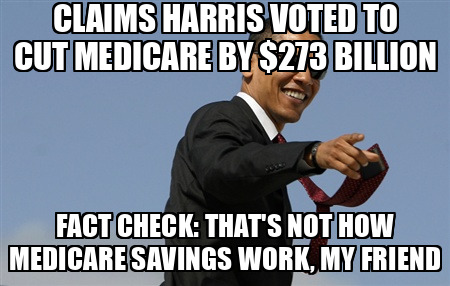 CLAIMS HARRIS VOTED TO
CUT MEDICARE BY $273 BILLION
FACT CHECK: THAT'S NOT HOW
MEDICARE SAVINGS WORK, MY FRIEND